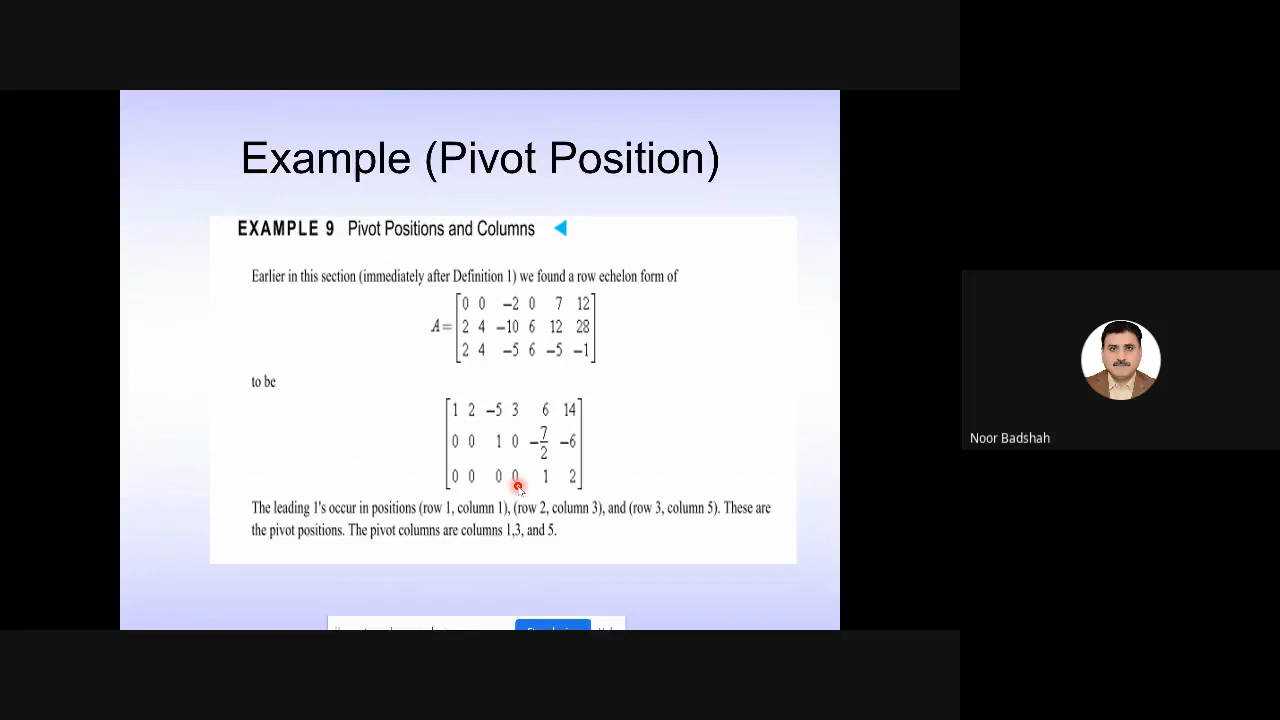 Example (Pivot Position)
EXAMPLE 9 Pivot Positions and Columns
Earlier in this section (immediately after Definition 1) we found a row echelon form of
0 0 −2 0 7 12
A = 2 4 −10 6 12 28
2 4 −5 6 −5 −1
to be
1 2 −5 3 6 14
0 0 1 0 −7/2 −6
0 0 0 0 1 2
The leading 1's occur in positions (row 1, column 1), (row 2, column 3), and (row 3, column 5). These are
the pivot positions. The pivot columns are columns 1,3, and 5.
Noor Badshah